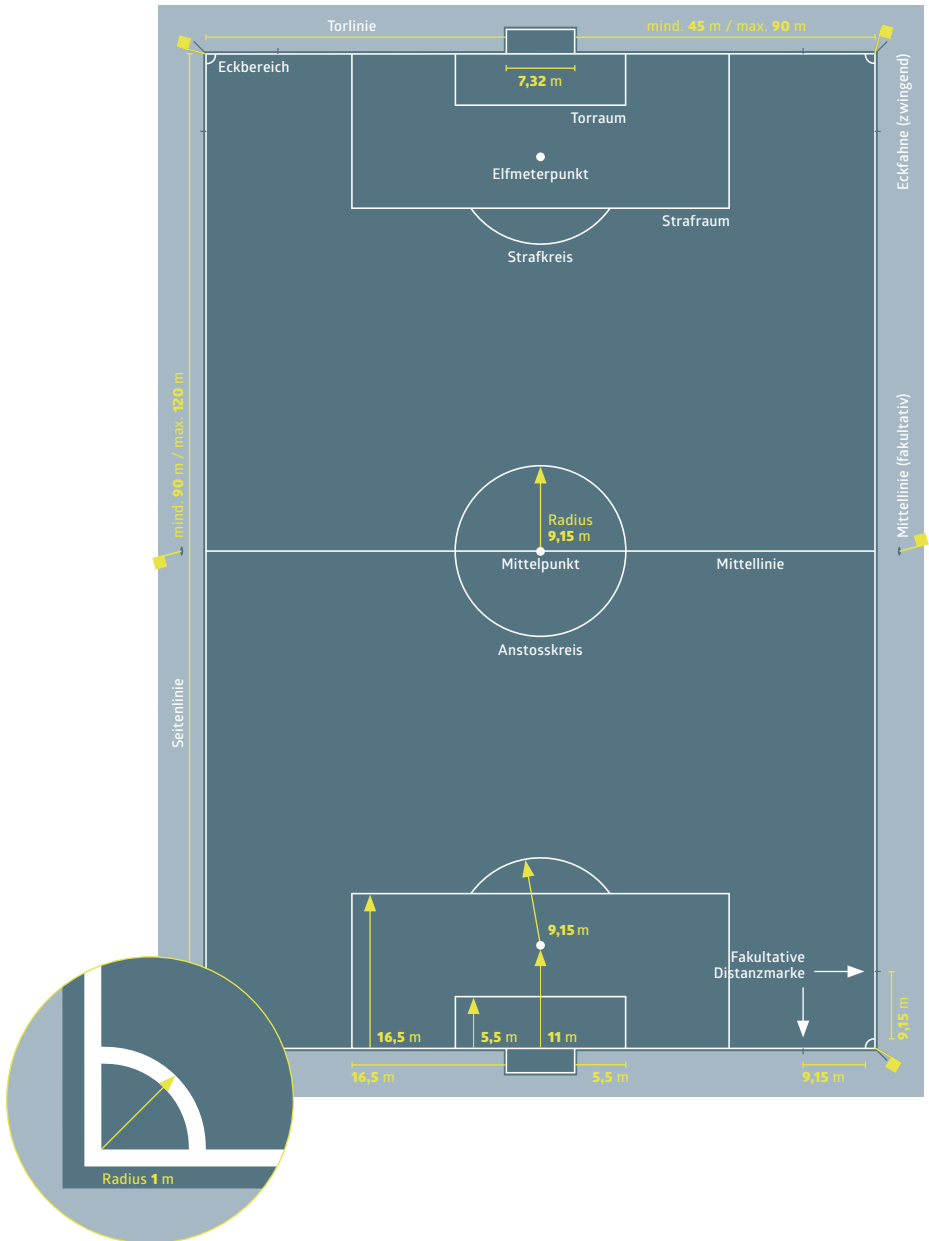 Torlinie
mind. 45 m / max. 90 m
Eckbereich
7,32 m
Torraum
Elfmeterpunkt
Strafraum
Strafkreis
Eckfahne (zwingend)
mind. 90 m / max. 120 m
Mittellinie (fakultativ)
Radius
9,15 m
Mittelpunkt
Mittellinie
Anstosskreis
Seitenlinie
9,15 m
Fakultative
Distanzmarke
9,15 m
16,5 m
5,5 m
11 m
16,5 m
5,5 m
9,15 m
Radius 1 m